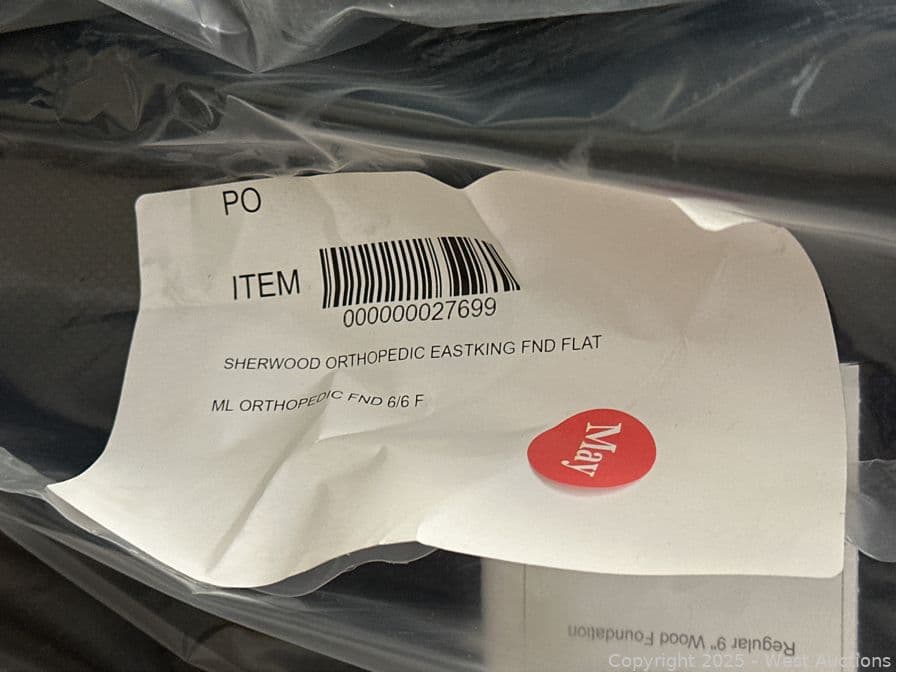 PO
ITEM
000000027699
SHERWOOD ORTHOPEDIC EASTKING FND FLAT
ML ORTHOPEDIC FND 6/6 F
May
Regular 9" Wood Foundation
Copyright 2025 - West Auctions